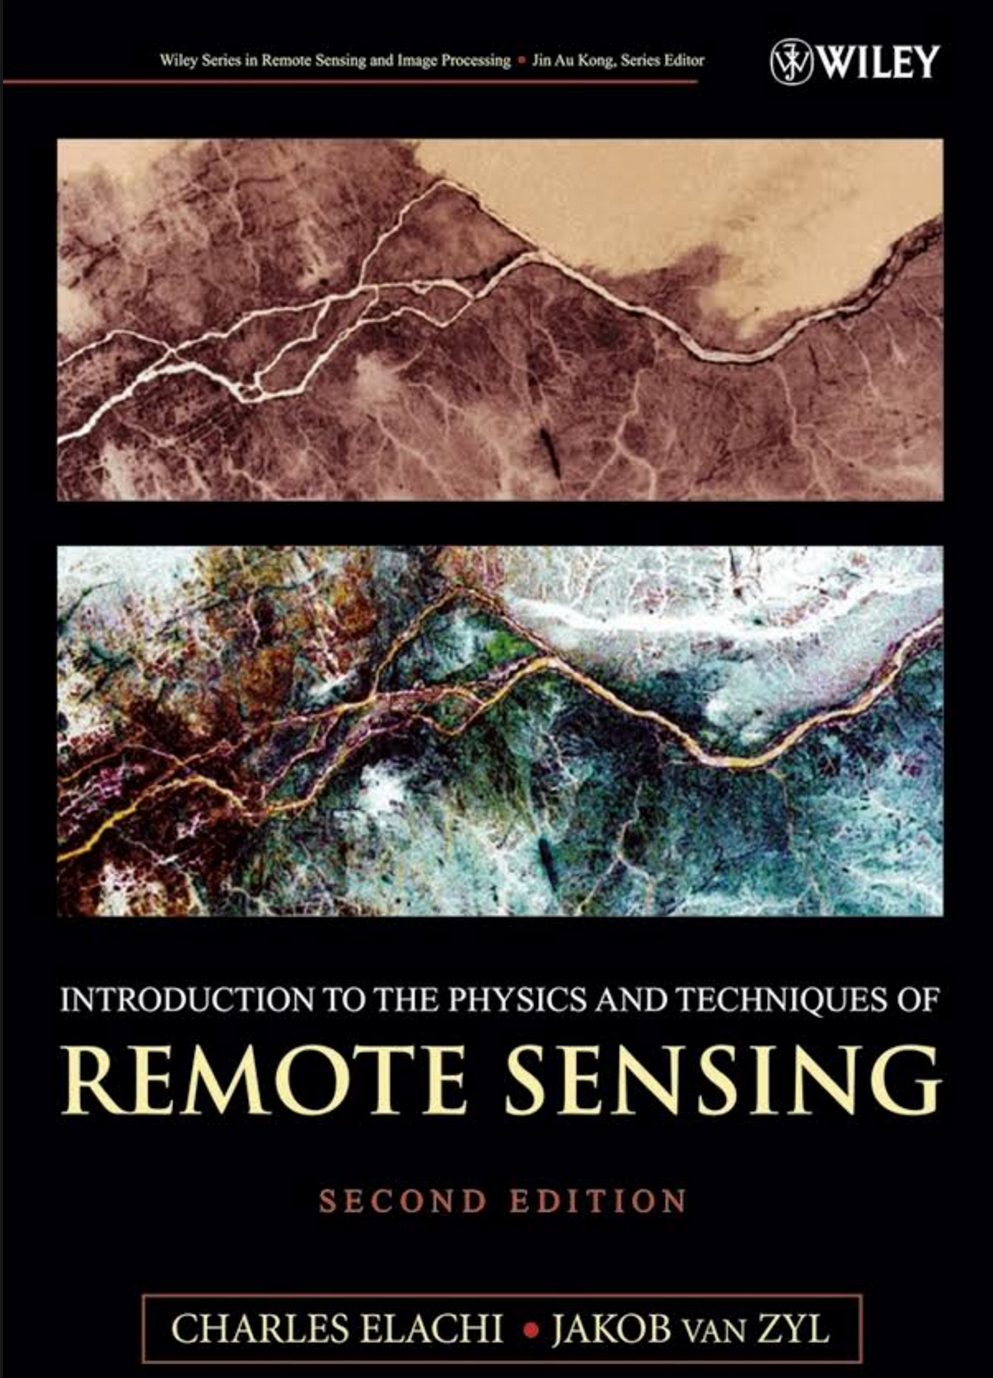 Wiley Series in Remote Sensing and Image Processing • Jin Au Kong, Series Editor
WILEY
INTRODUCTION TO THE PHYSICS AND TECHNIQUES OF
REMOTE SENSING
SECOND EDITION
CHARLES ELACHI • JAKOB VAN ZYL